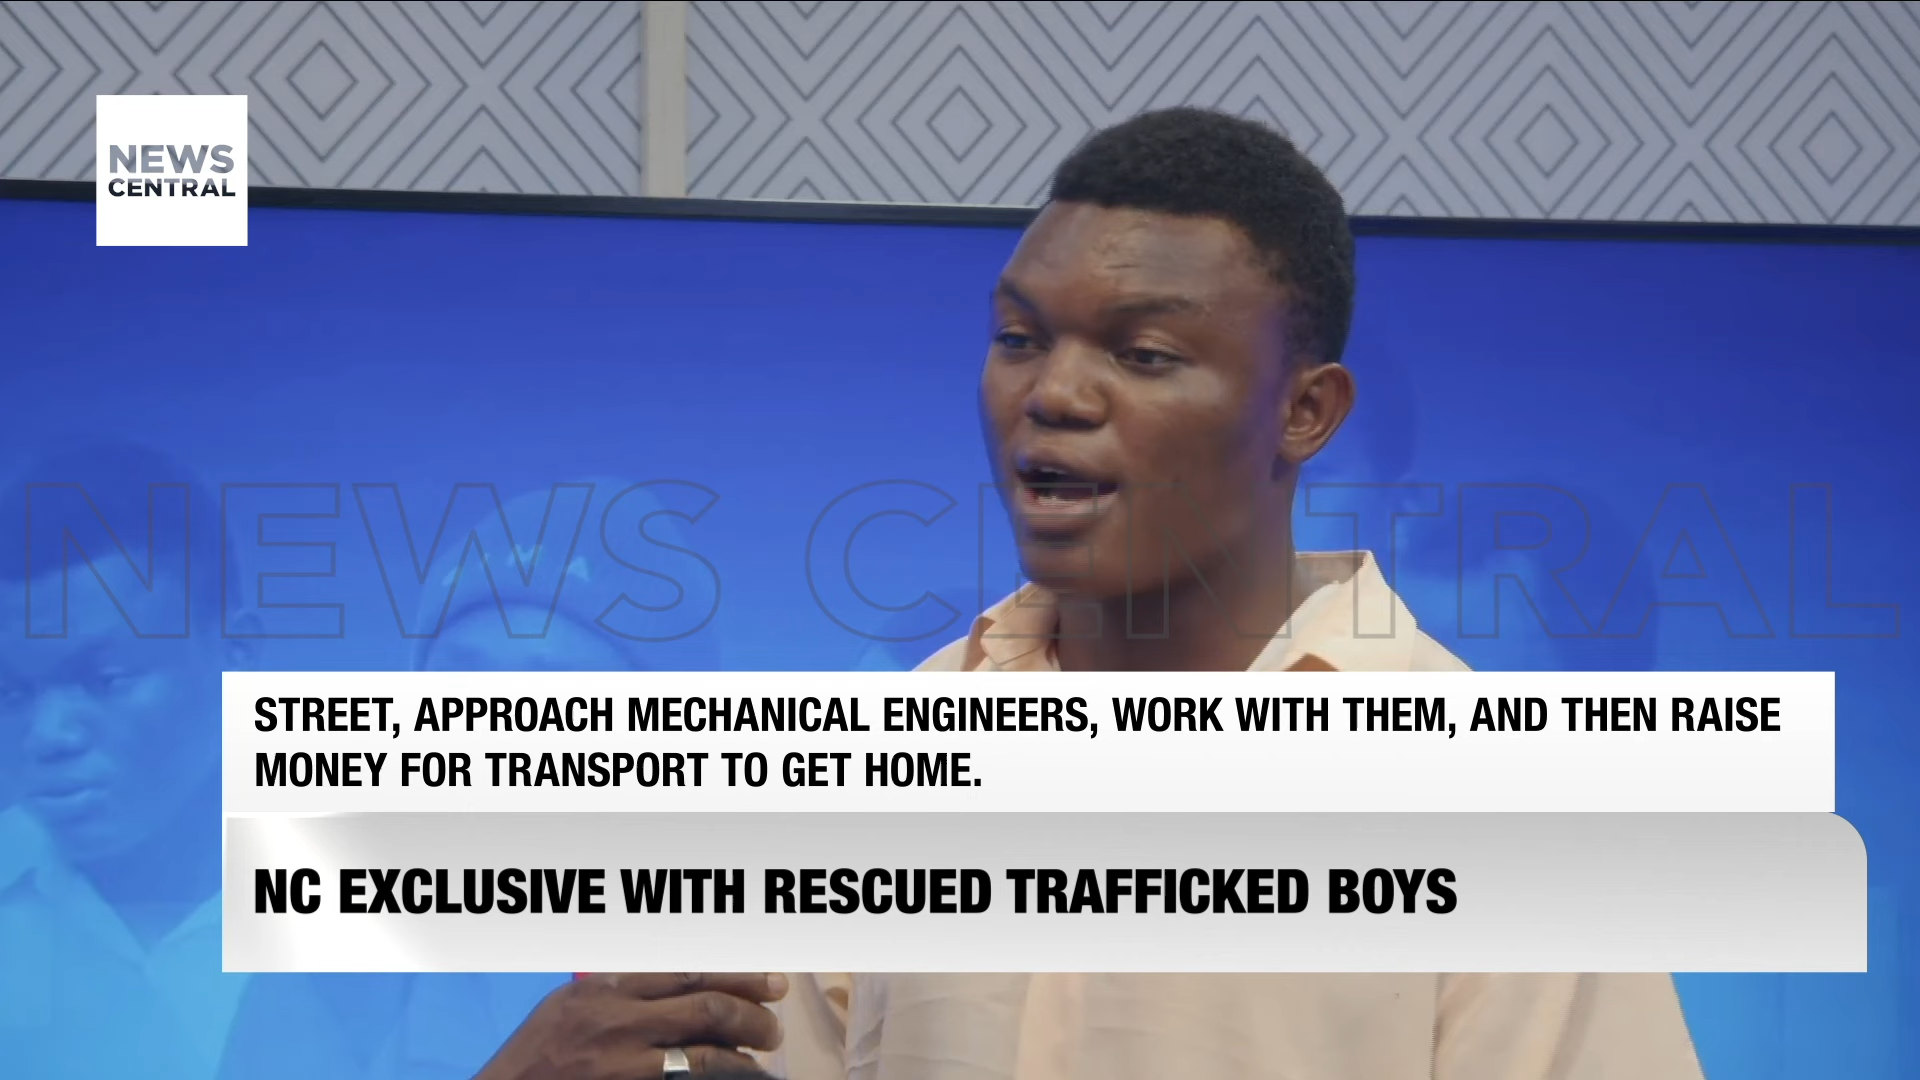 NEWS
CENTRAL
NEWS CENTRAL
STREET, APPROACH MECHANICAL ENGINEERS, WORK WITH THEM, AND THEN RAISE
MONEY FOR TRANSPORT TO GET HOME.
NC EXCLUSIVE WITH RESCUED TRAFFICKED BOYS